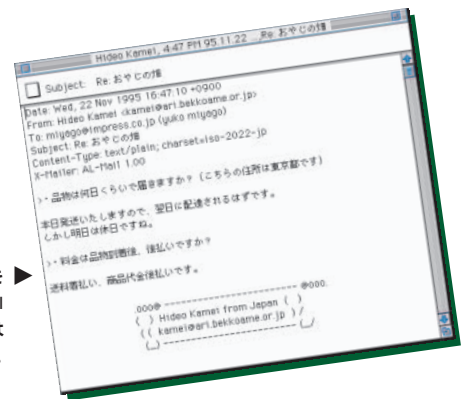 Hideo Kamei, 4:47 PM 95.11.22 ...Re: おやじの畑
Subject: Re: おやじの畑
Date: Wed, 22 Nov 1995 16:47:10 +0900
From: Hideo Kamei <kamei@ari.bekkoame.or.jp>
To: miyago@impress.co.jp (yuko miyago)
Subject: Re: おやじの畑
Content-Type: text/plain; charset=iso-2022-jp
X-Mailer: AL-Mail 1.00
>・品物は何日くらいで届きますか？（こちらの住所は東京都です）
本日発送いたしますので、翌日に配達されるはずです。
しかし明日は休日ですね。
>・料金は品物到着後、後払いですか？
送料着払い、商品代金後払いです。
.000@ ---------------------- @000.
(  ) Hideo Kamei from Japan (  )
(( kamei@ari.bekkoame.or.jp ) /
(_) ---------------------- (_/